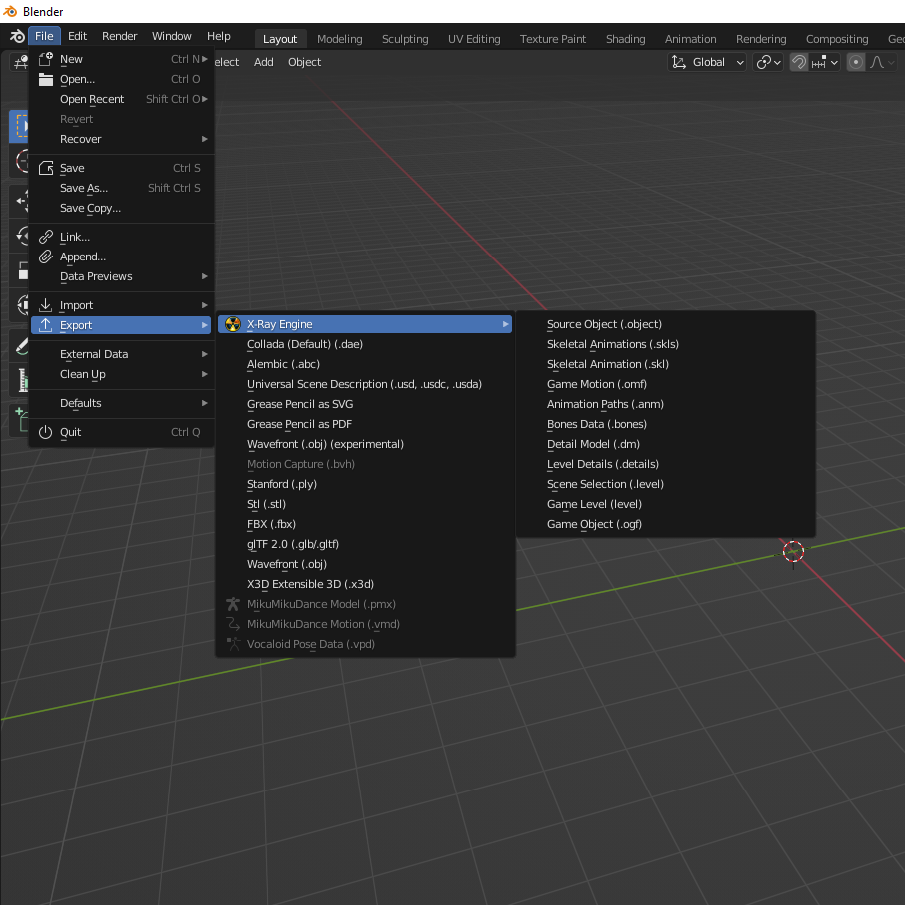 Blender
File Edit Render Window Help Layout Modeling Sculpting UV Editing Texture Paint Shading Animation Rendering Compositing Geo
elect Add Object Global
New Ctrl N
Open... Ctrl O
Open Recent Shift Ctrl O
Revert
Recover
Save Ctrl S
Save As... Shift Ctrl S
Save Copy...
Link...
Append...
Data Previews
Import
Export
External Data
Clean Up
Defaults
Quit Ctrl Q
X-Ray Engine
Collada (Default) (.dae)
Alembic (.abc)
Universal Scene Description (.usd, .usdc, .usda)
Grease Pencil as SVG
Grease Pencil as PDF
Wavefront (.obj) (experimental)
Motion Capture (.bvh)
Stanford (.ply)
Stl (.stl)
FBX (.fbx)
glTF 2.0 (.glb/.gltf)
Wavefront (.obj)
X3D Extensible 3D (.x3d)
MikuMikuDance Model (.pmx)
MikuMikuDance Motion (.vmd)
Vocaloid Pose Data (.vpd)
Source Object (.object)
Skeletal Animations (.skls)
Skeletal Animation (.skl)
Game Motion (.omf)
Animation Paths (.anm)
Bones Data (.bones)
Detail Model (.dm)
Level Details (.details)
Scene Selection (.level)
Game Level (level)
Game Object (.ogf)